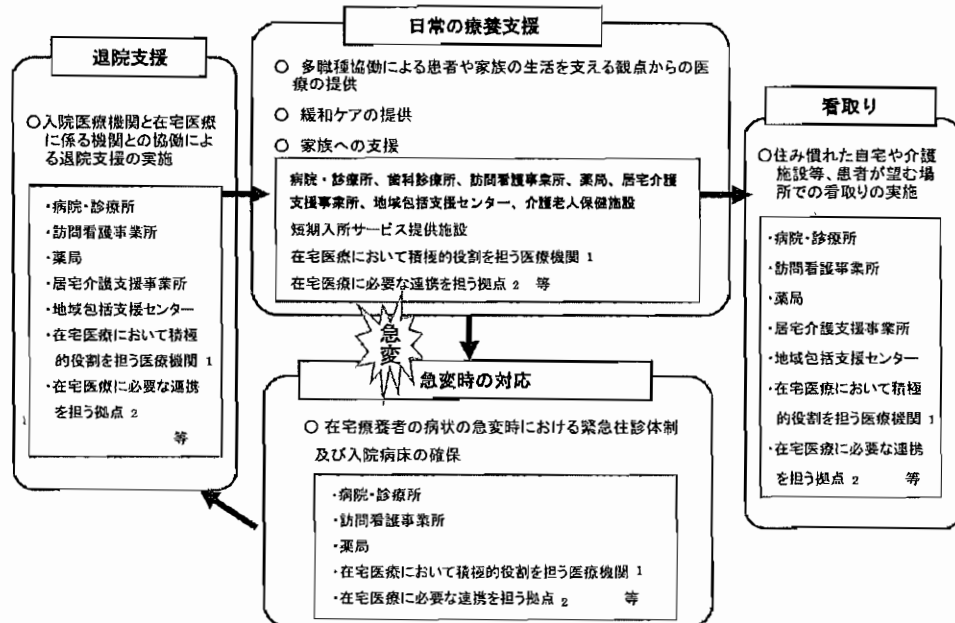 退院支援
○入院医療機関と在宅医療
に係る機関との協働によ
る退院支援の実施
・病院・診療所
・訪問看護事業所
・薬局
・居宅介護支援事業所
・地域包括支援センター
・在宅医療において積極
的役割を担う医療機関 1
・在宅医療に必要な連携
を担う拠点 2
等
日常の療養支援
○ 多職種協働による患者や家族の生活を支える観点からの医
療の提供
○ 緩和ケアの提供
○ 家族への支援
病院・診療所、歯科診療所、訪問看護事業所、薬局、居宅介護
支援事業所、地域包括支援センター、介護老人保健施設
短期入所サービス提供施設
在宅医療において積極的役割を担う医療機関 1
在宅医療に必要な連携を担う拠点 2 等
急変
急変時の対応
○ 在宅療養者の病状の急変時における緊急往診体制
及び入院病床の確保
・病院・診療所
・訪問看護事業所
・薬局
・在宅医療において積極的役割を担う医療機関 1
・在宅医療に必要な連携を担う拠点 2 等
看取り
○住み慣れた自宅や介護
施設等、患者が望む場
所での看取りの実施
・病院・診療所
・訪問看護事業所
・薬局
・居宅介護支援事業所
・地域包括支援センター
・在宅医療において積極
的役割を担う医療機関 1
・在宅医療に必要な連携
を担う拠点 2 等